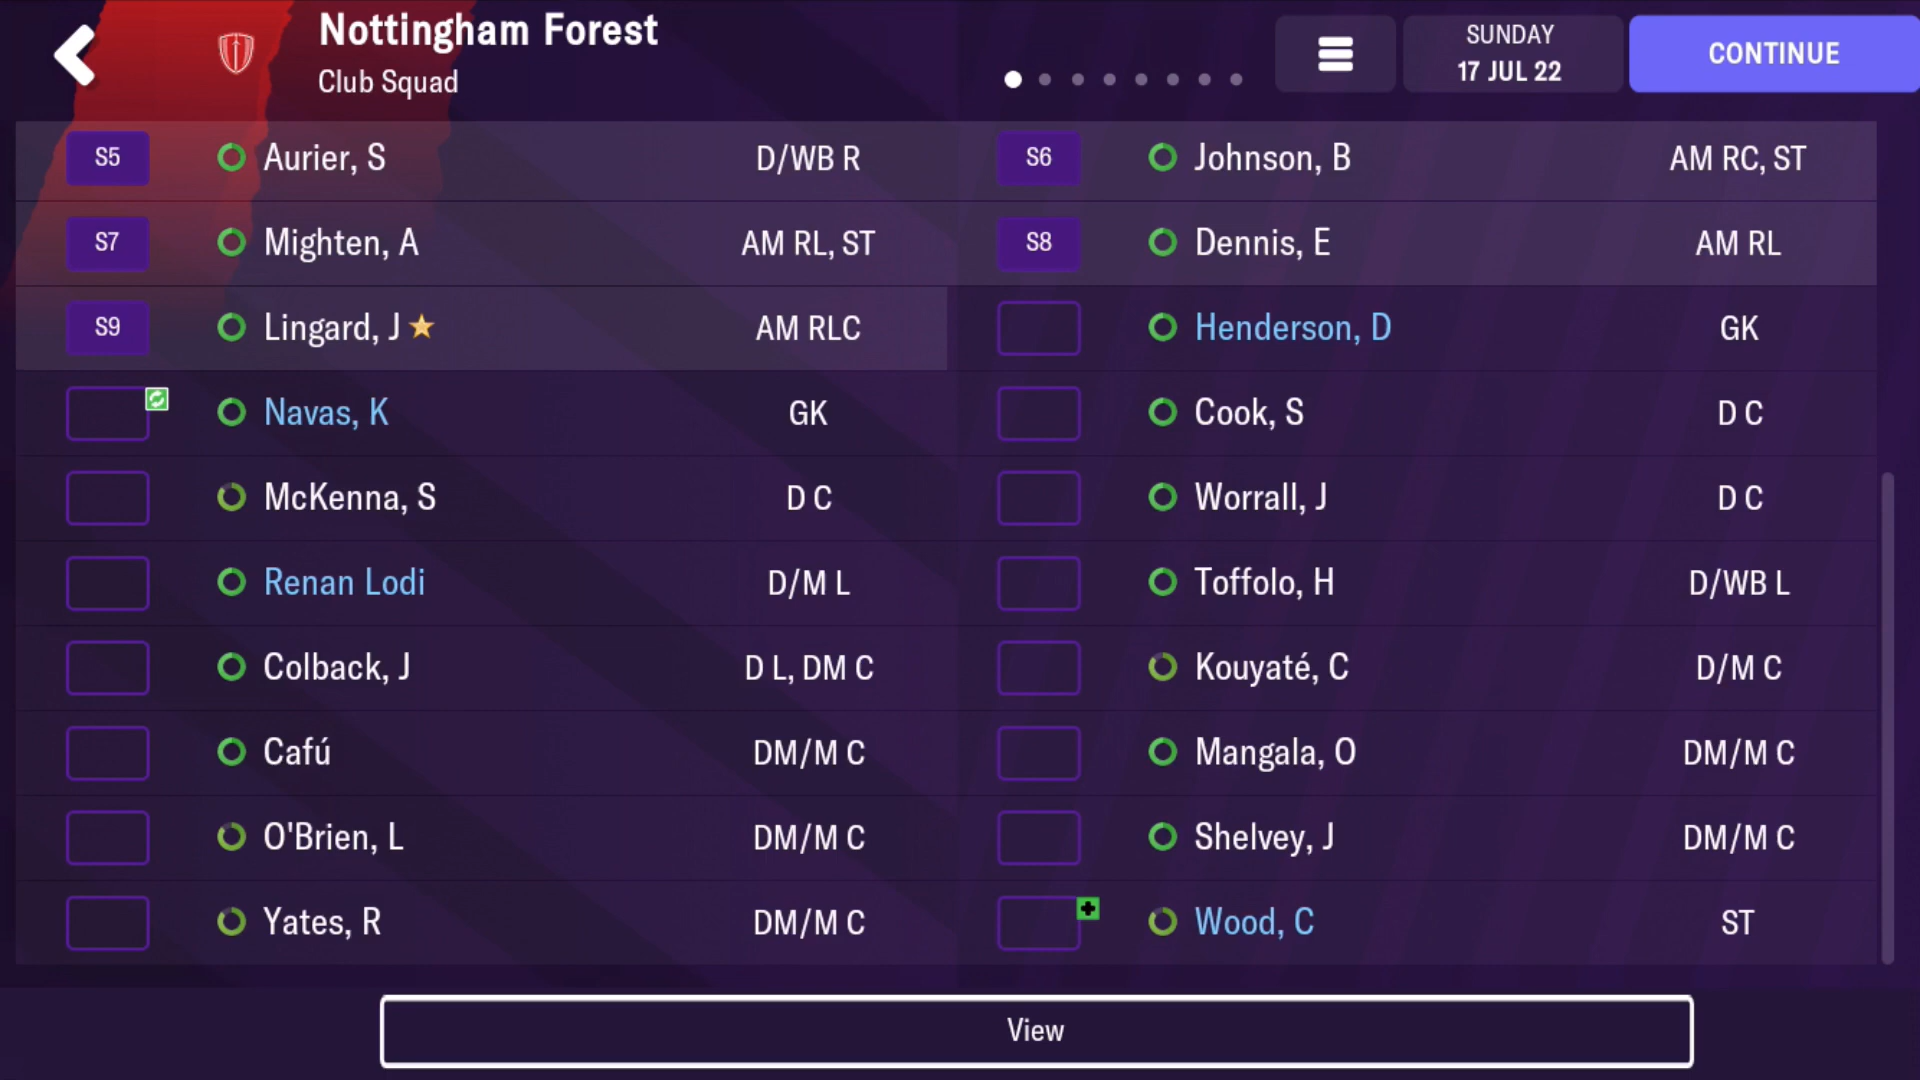 Nottingham Forest
Club Squad
SUNDAY
17 JUL 22
CONTINUE
S5 Aurier, S D/WB R S6 Johnson, B AM RC, ST
S7 Mighten, A AM RL, ST S8 Dennis, E AM RL
S9 Lingard, J AM RLC Henderson, D GK
Navas, K GK Cook, S D C
McKenna, S D C Worrall, J D C
Renan Lodi D/M L Toffolo, H D/WB L
Colback, J D L, DM C Kouyaté, C D/M C
Cafú DM/M C Mangala, O DM/M C
O'Brien, L DM/M C Shelvey, J DM/M C
Yates, R DM/M C Wood, C ST
View